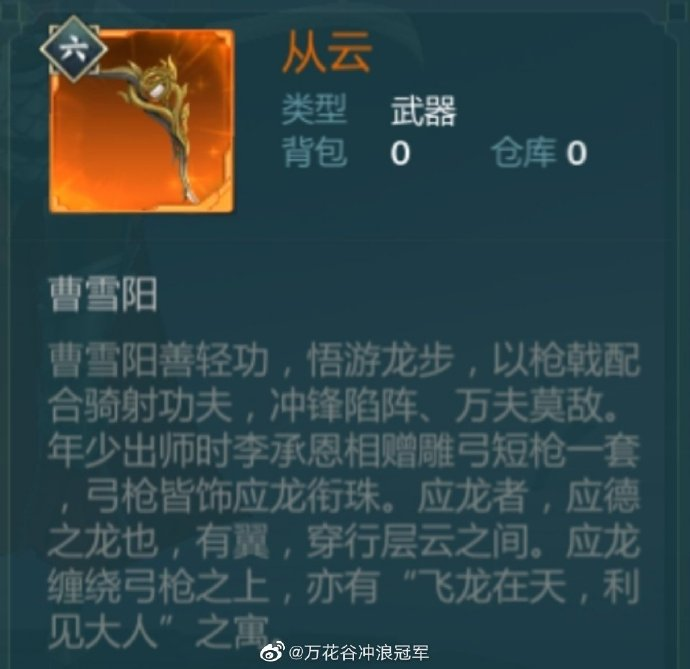 六
从云
类型 武器
背包 0 仓库 0
曹雪阳
曹雪阳善轻功，悟游龙步，以枪戟配
合骑射功夫，冲锋陷阵、万夫莫敌。
年少出师时李承恩相赠雕弓短枪一套
，弓枪皆饰应龙衔珠。应龙者，应德
之龙也，有翼，穿行层云之间。应龙
缠绕弓枪之上，亦有“飞龙在天，利
见大人”之寓。
@万花谷冲浪冠军